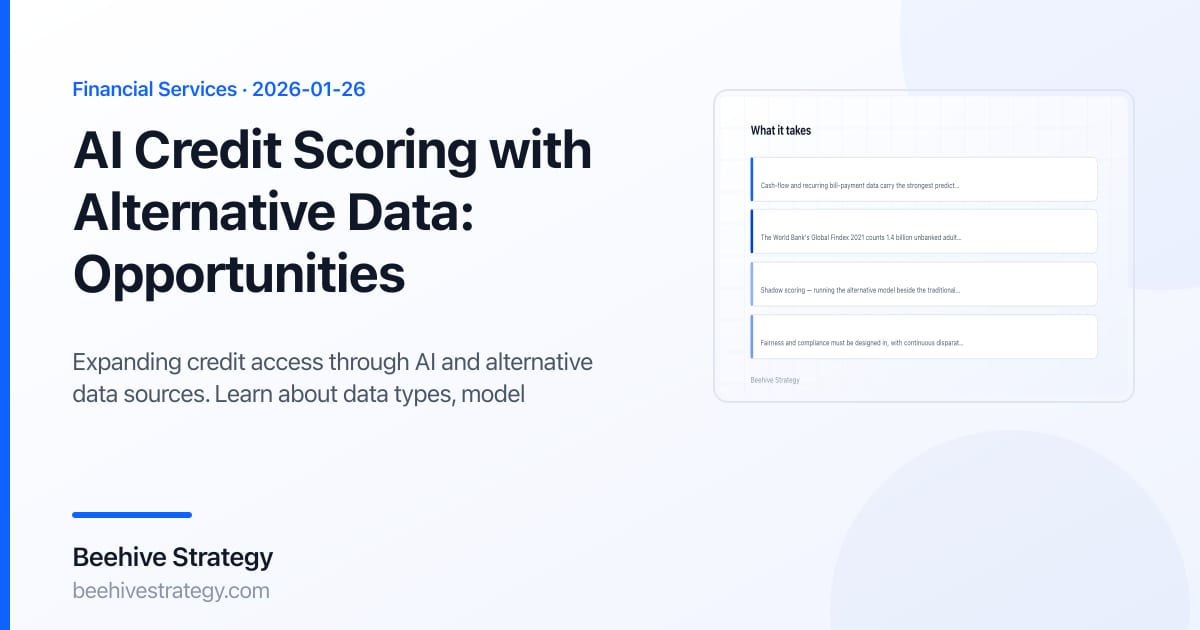 Financial Services · 2026-01-26
AI Credit Scoring with
Alternative Data:
Opportunities
Expanding credit access through AI and alternative
data sources. Learn about data types, model
Beehive Strategy
beehivestrategy.com
What it takes
Cash-flow and recurring bill-payment data carry the strongest predict...
The World Bank's Global Findex 2021 counts 1.4 billion unbanked adult...
Shadow scoring — running the alternative model beside the traditional...
Fairness and compliance must be designed in, with continuous disparat...
Beehive Strategy